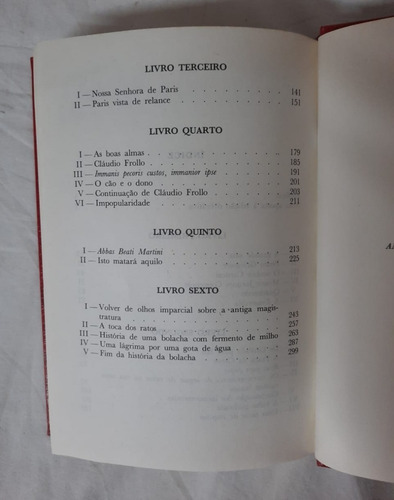 LIVRO TERCEIRO
I — Nossa Senhora de Paris . . . . . . . . . 141
II — Paris vista de relance . . . . . . . . . 151
LIVRO QUARTO
I — As boas almas . . . . . . . . . 179
II — Cláudio Frollo . . . . . . . . . 185
III — Immanis pecoris custos, immanior ipse . . . . 191
IV — O cão e o dono . . . . . . . . . 201
V — Continuação de Cláudio Frollo . . . . . . 203
VI — Impopularidade . . . . . . . . . 211
LIVRO QUINTO
I — Abbas Beati Martini . . . . . . . . . 213
II — Isto matará aquilo . . . . . . . . . 225
LIVRO SEXTO
I — Volver de olhos imparcial sobre a antiga magis-
tratura . . . . . . . . . 243
II — A toca dos ratos . . . . . . . . . 257
III — História de uma bolacha com fermento de milho 263
IV — Uma lágrima por uma gota de água . . . . . 287
V — Fim da história da bolacha . . . . . . . 299